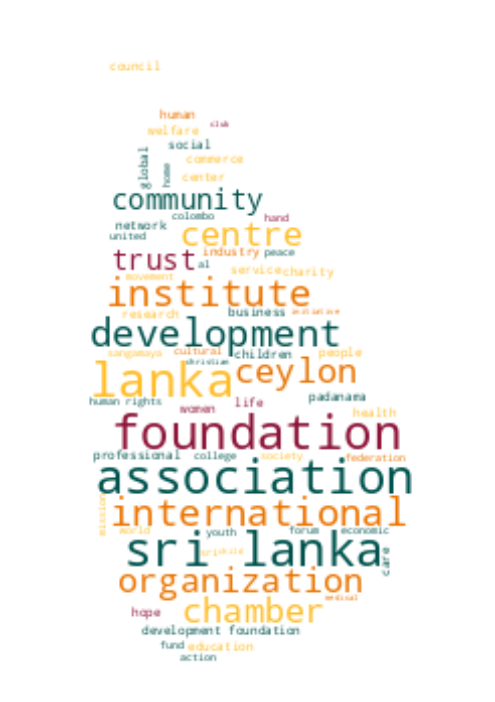 council
human
club
welfare
social
global
home
commerce
center
community
colombo
hand
network
united
centre
trust
al
industry
peace
movement
service
charity
institute
research
business
initiative
development
sangamaya
cultural
children
people
christian
lanka
ceylon
human rights
women
life
padanama
health
foundation
professional
college
society
federation
association
mission
international
world
youth
forum
economic
sri lanka
care
organization
medical
hope
chamber
development foundation
fund
education
action